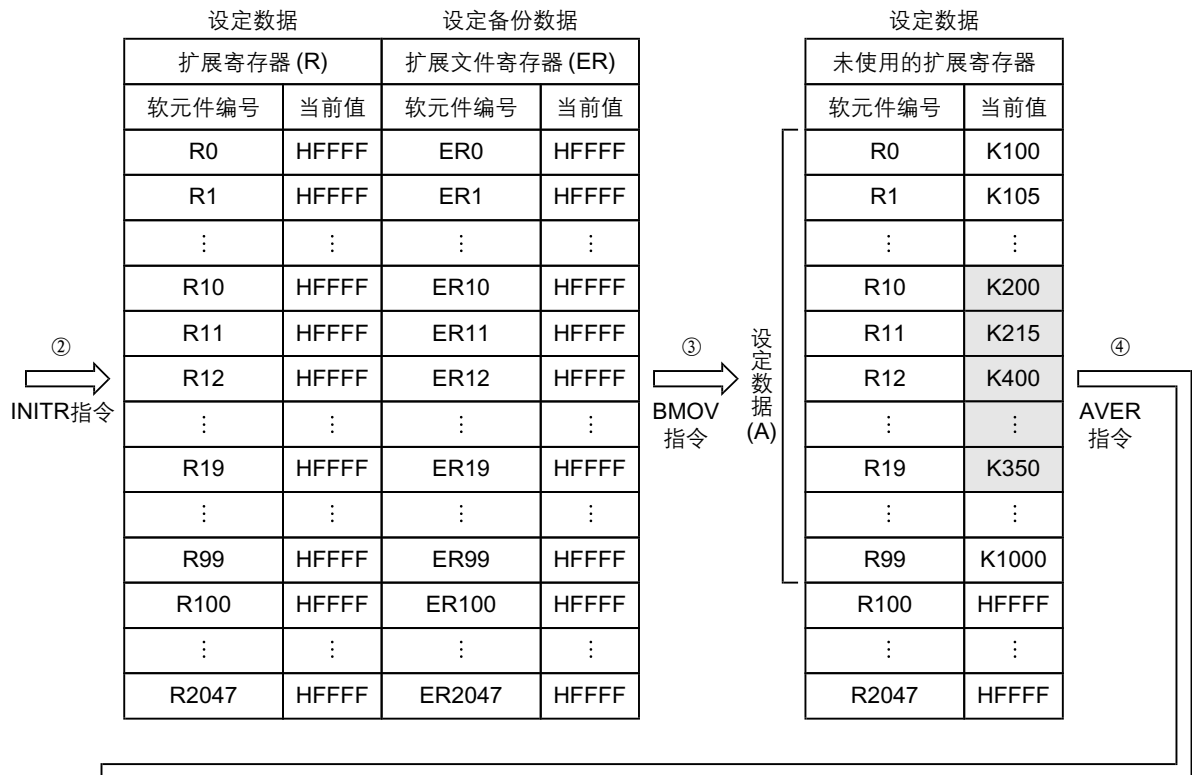 设定数据 设定备份数据 设定数据
扩展寄存器 (R) 扩展文件寄存器 (ER) 未使用的扩展寄存器
软元件编号 当前值 软元件编号 当前值 软元件编号 当前值
R0 HFFFF ER0 HFFFF R0 K100
R1 HFFFF ER1 HFFFF R1 K105
⋮ ⋮ ⋮ ⋮ ⋮ ⋮
R10 HFFFF ER10 HFFFF R10 K200
R11 HFFFF ER11 HFFFF R11 K215
② ③ 设定数据(A) ④
R12 HFFFF ER12 HFFFF R12 K400
INITR指令 BMOV指令 AVER指令
⋮ ⋮ ⋮ ⋮ ⋮ ⋮
R19 HFFFF ER19 HFFFF R19 K350
⋮ ⋮ ⋮ ⋮ ⋮ ⋮
R99 HFFFF ER99 HFFFF R99 K1000
R100 HFFFF ER100 HFFFF R100 HFFFF
⋮ ⋮ ⋮ ⋮ ⋮ ⋮
R2047 HFFFF ER2047 HFFFF R2047 HFFFF